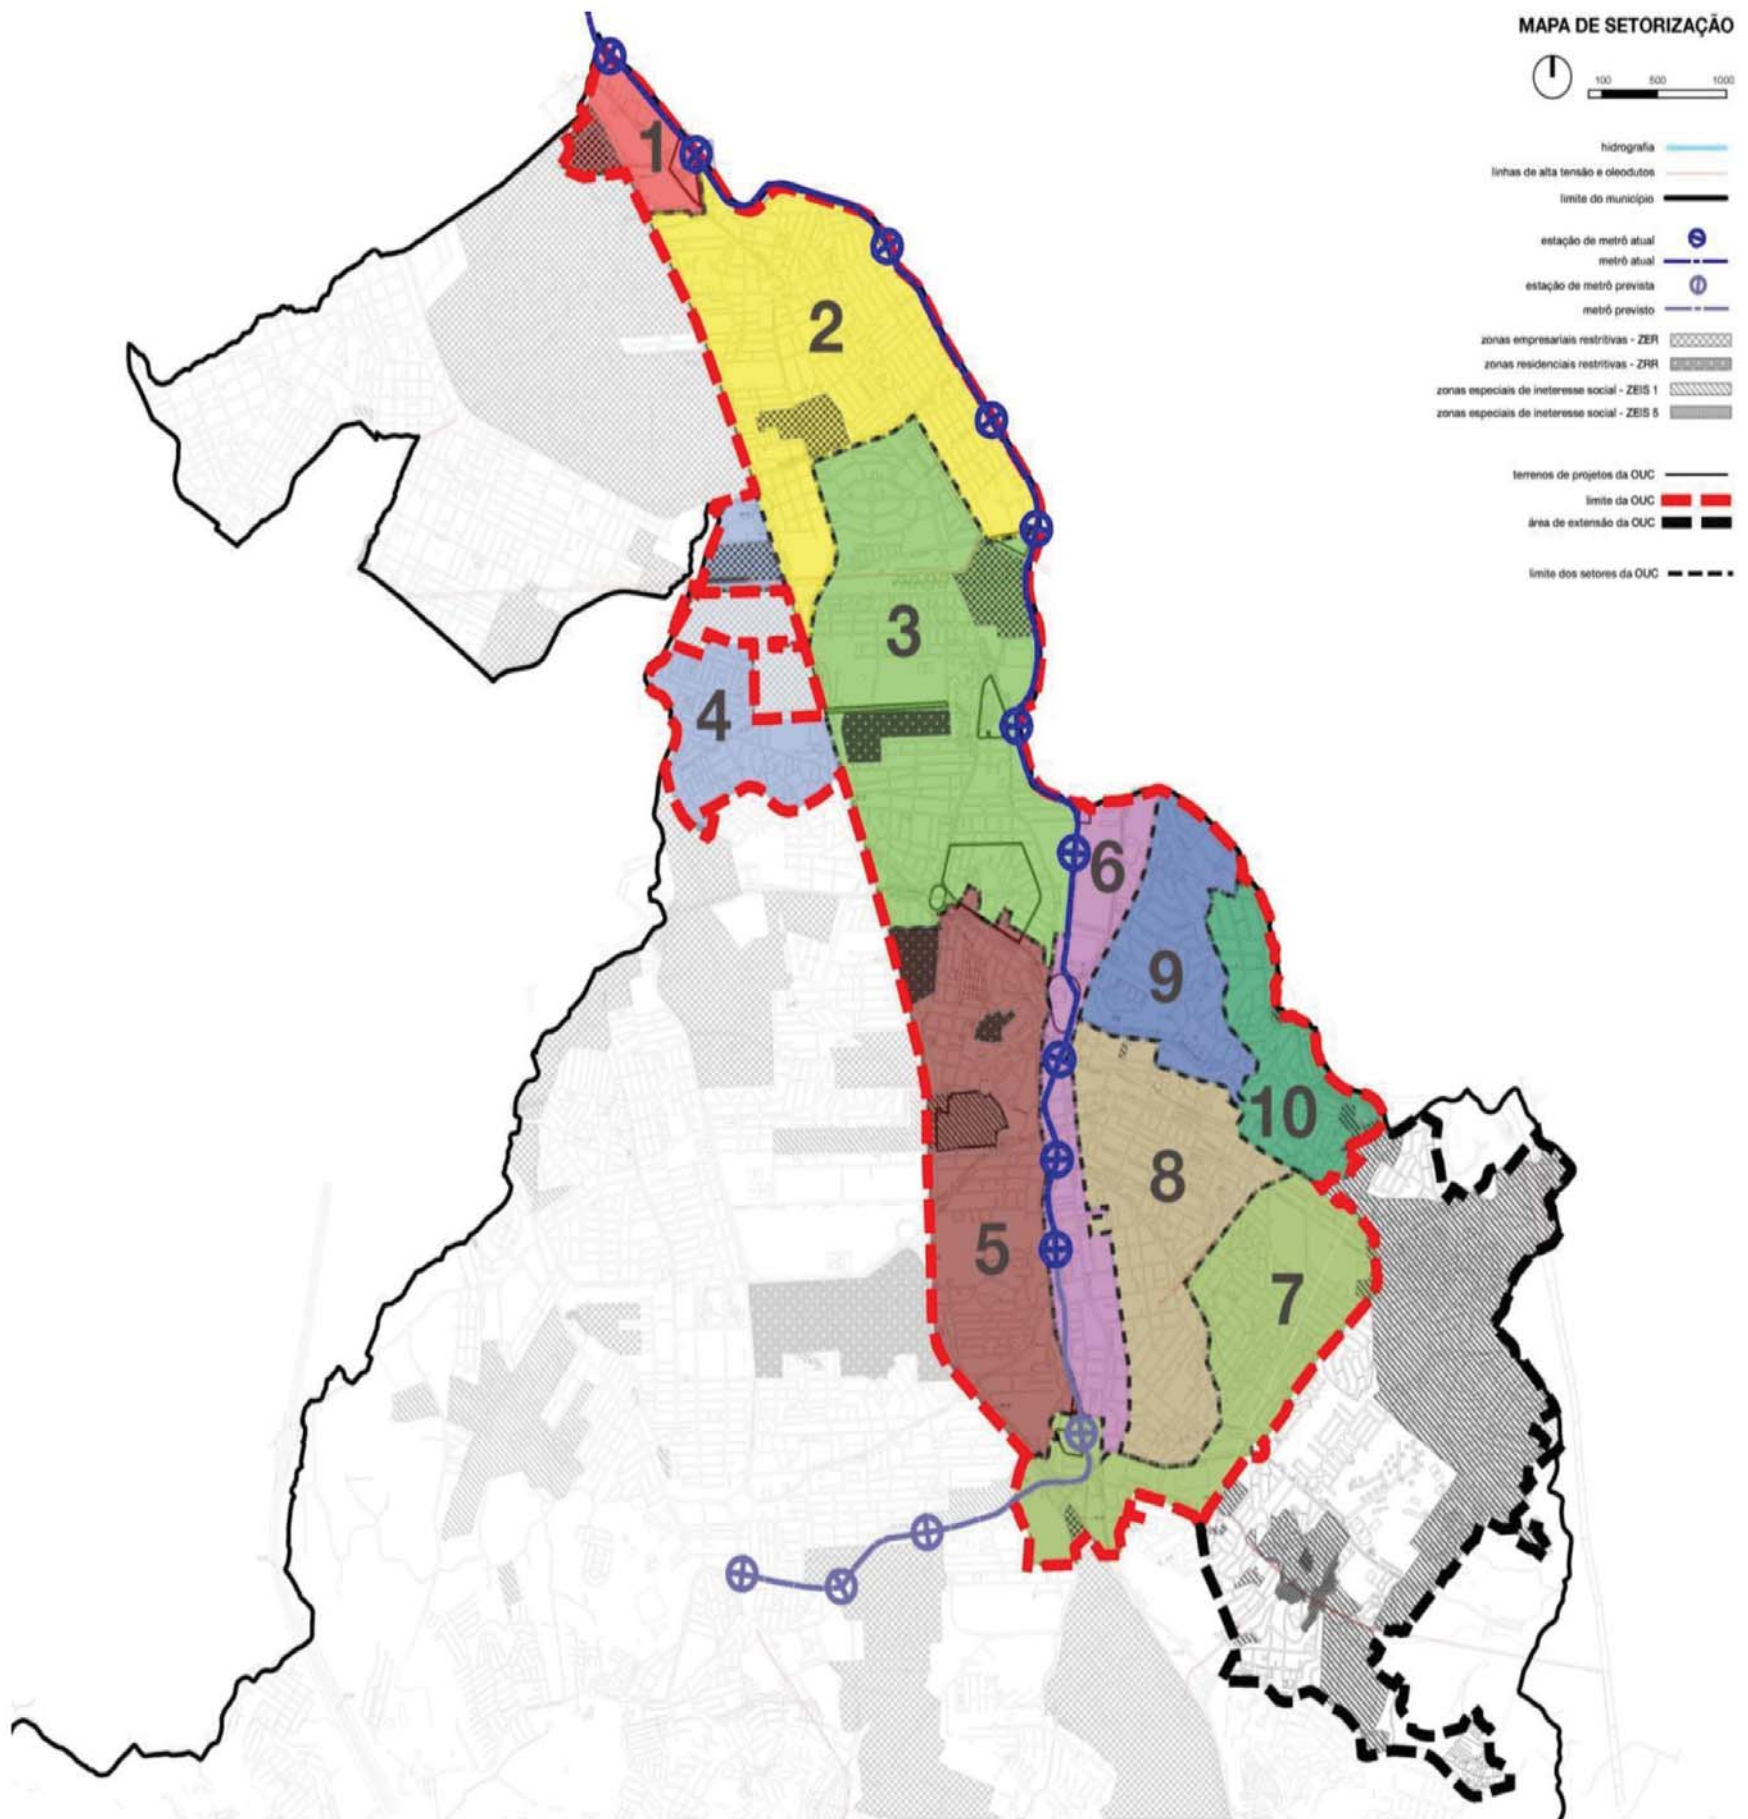 MAPA DE SETORIZAÇÃO
100 500 1000
hidrografia
linhas de alta tensão e oleodutos
limite do município
estação de metrô atual
metrô atual
estação de metrô prevista
metrô previsto
zonas empresariais restritivas - ZER
zonas residenciais restritivas - ZRR
zonas especiais de ineteresse social - ZEIS 1
zonas especiais de ineteresse social - ZEIS 5
terrenos de projetos da OUC
limite da OUC
área de extensão da OUC
limite dos setores da OUC
1
2
3
4
6
9
10
8
5
7